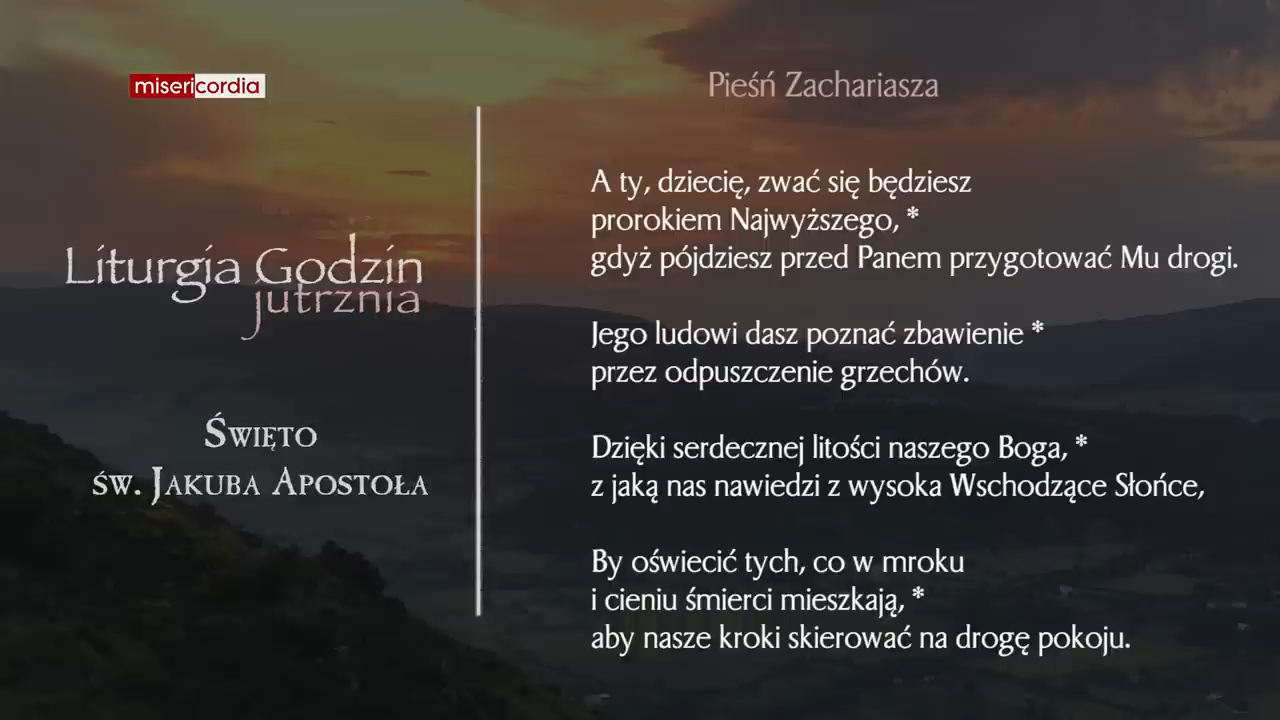 misericordia
Liturgia Godzin
jutrznia
Święto
św. Jakuba Apostoła
Pieśń Zachariasza
A ty, dziecię, zwać się będziesz
prorokiem Najwyższego, *
gdyż pójdziesz przed Panem przygotować Mu drogi.
Jego ludowi dasz poznać zbawienie *
przez odpuszczenie grzechów.
Dzięki serdecznej litości naszego Boga, *
z jaką nas nawiedzi z wysoka Wschodzące Słońce,
By oświecić tych, co w mroku
i cieniu śmierci mieszkają, *
aby nasze kroki skierować na drogę pokoju.